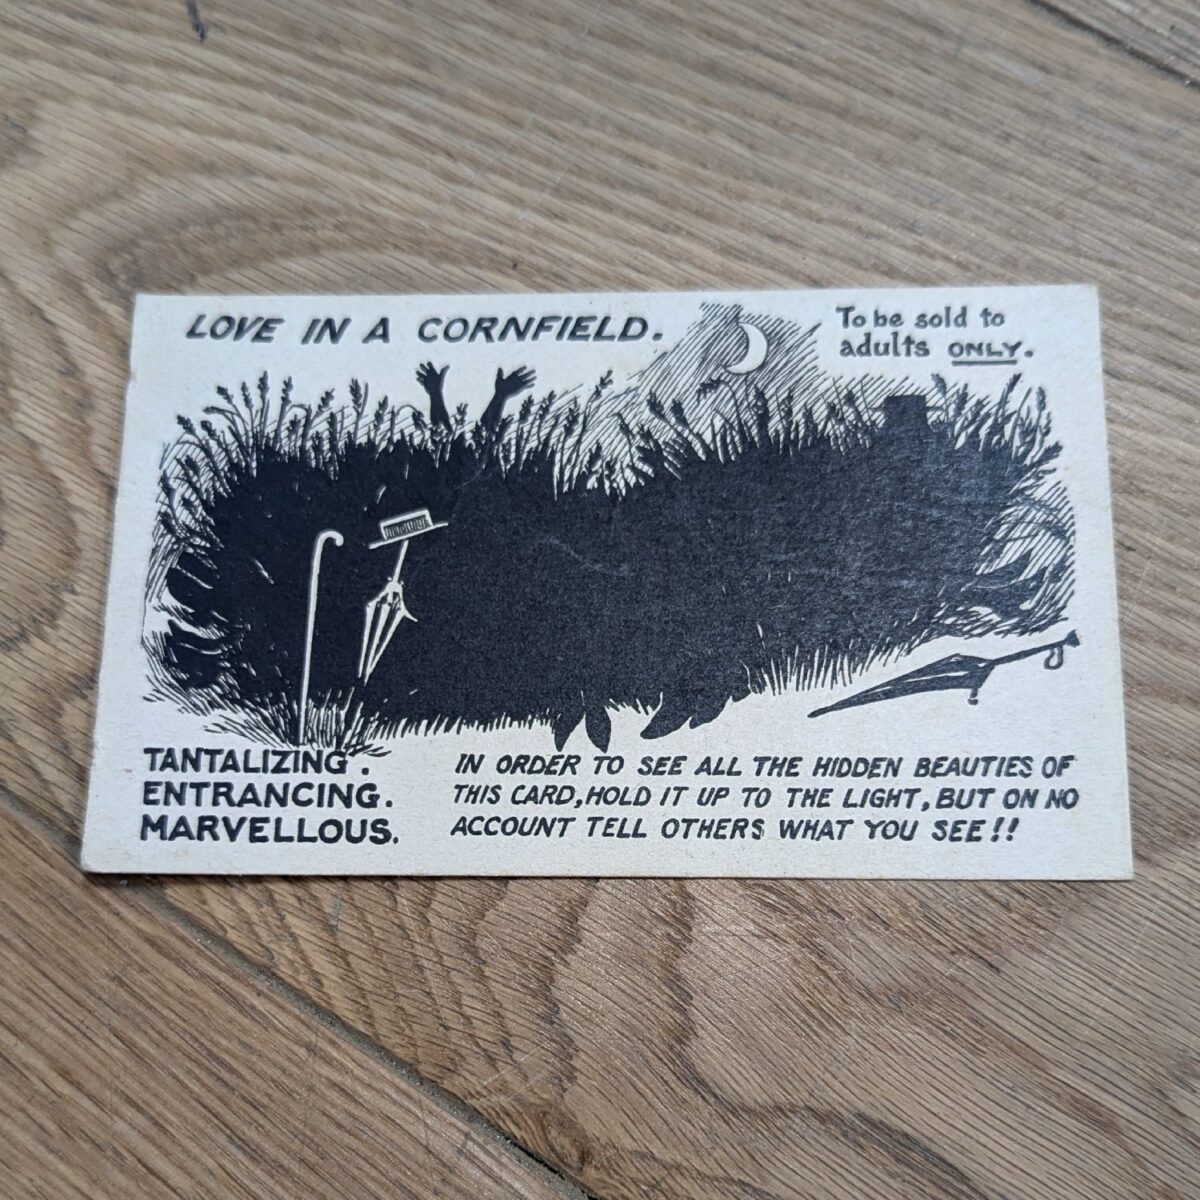 LOVE IN A CORNFIELD.
To be sold to
adults ONLY.
TANTALIZING.
ENTRANCING.
MARVELLOUS.
IN ORDER TO SEE ALL THE HIDDEN BEAUTIES OF
THIS CARD, HOLD IT UP TO THE LIGHT, BUT ON NO
ACCOUNT TELL OTHERS WHAT YOU SEE!!